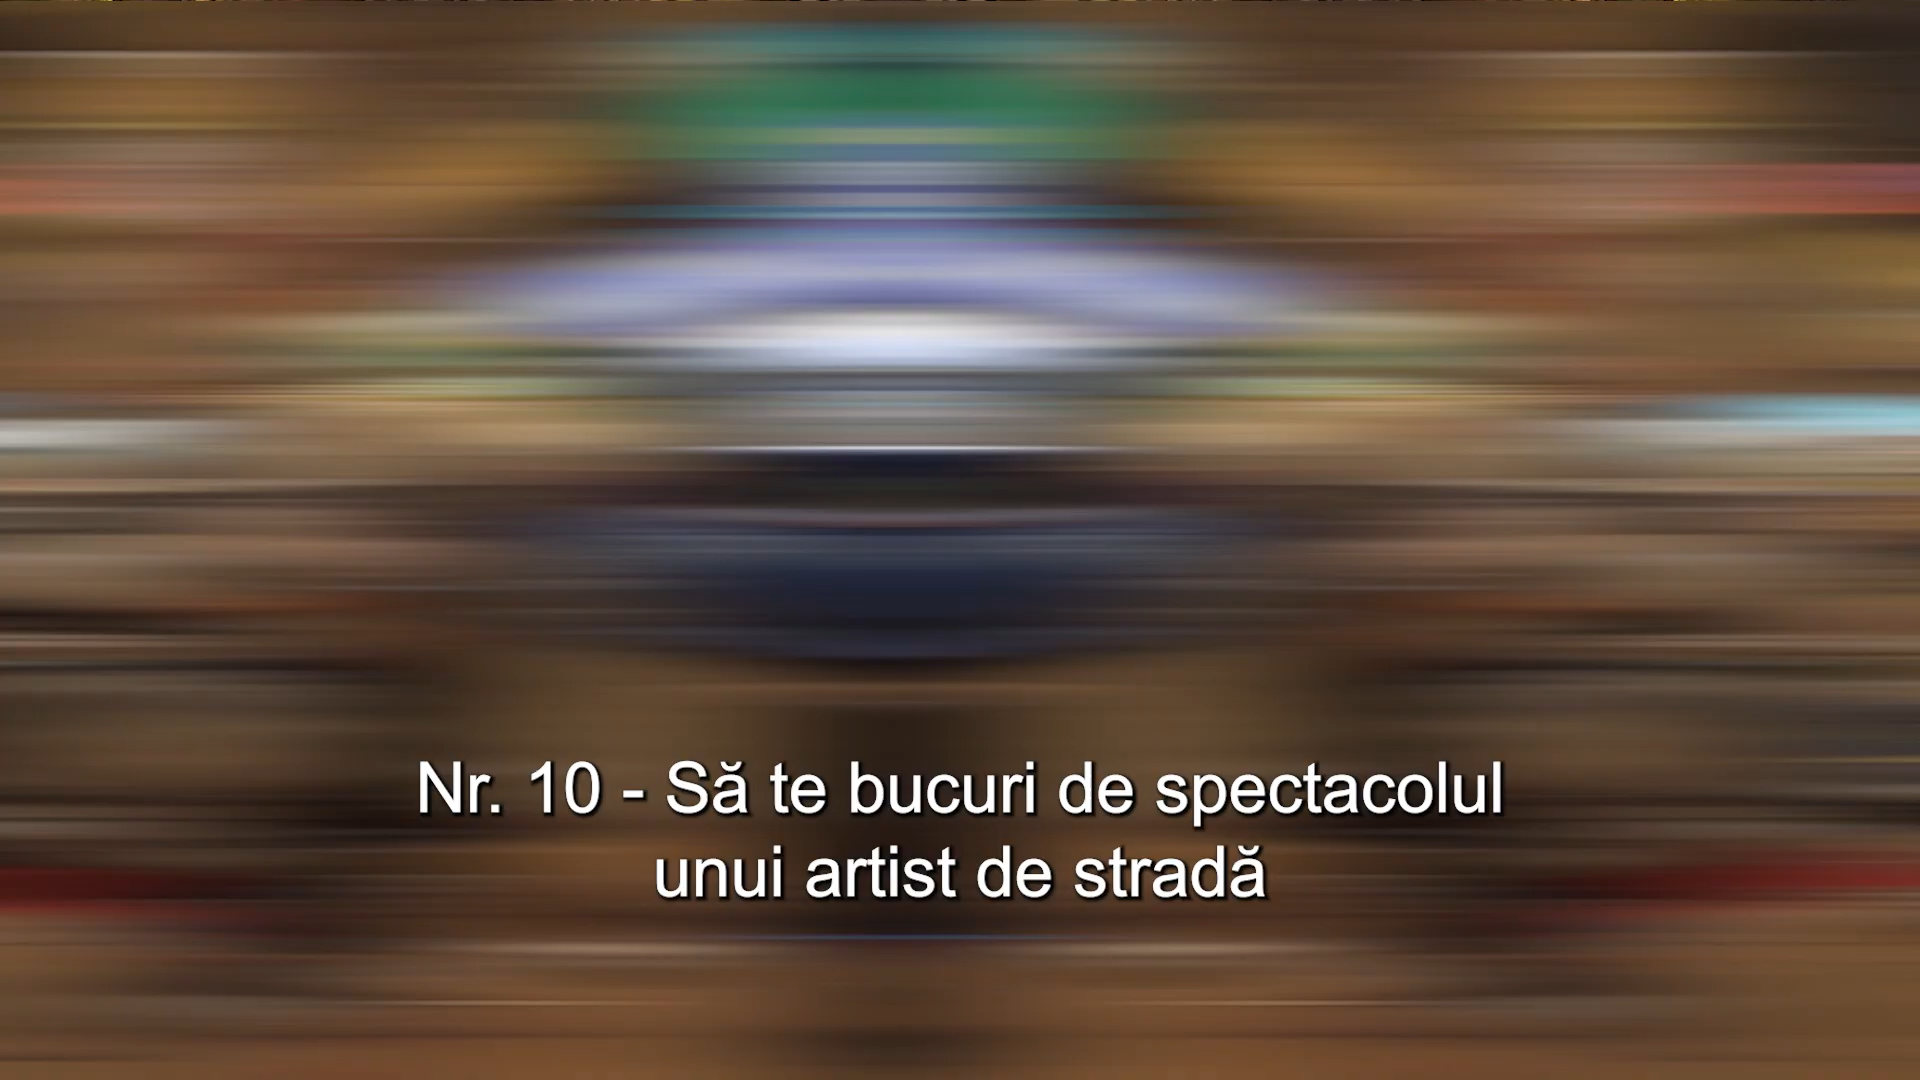 Nr. 10 - Să te bucuri de spectacolul
unui artist de stradă